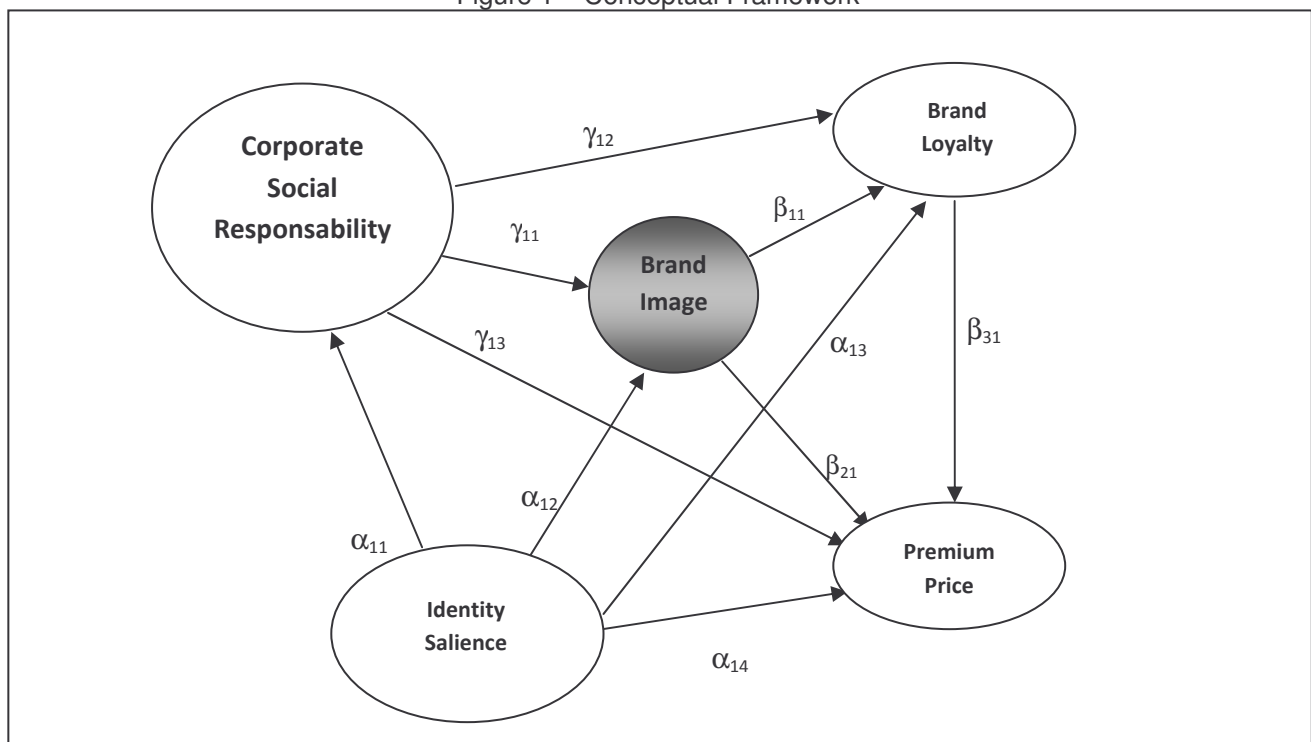 Figure 1 – Conceptual Framework
Corporate
Social
Responsability
Brand
Loyalty
γ12
β11
γ11
Brand
Image
γ13
α13
β31
β21
α12
α11
Identity
Salience
Premium
Price
α14